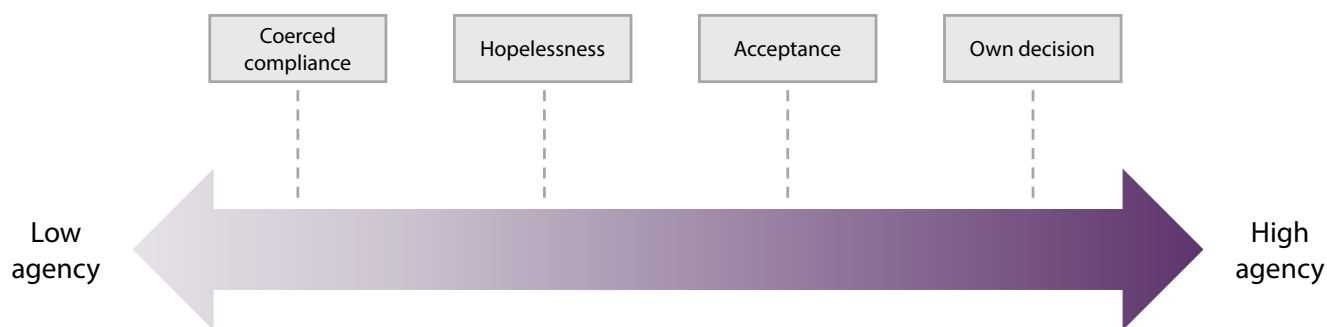 Coerced
compliance
Hopelessness
Acceptance
Own decision
Low
agency
High
agency